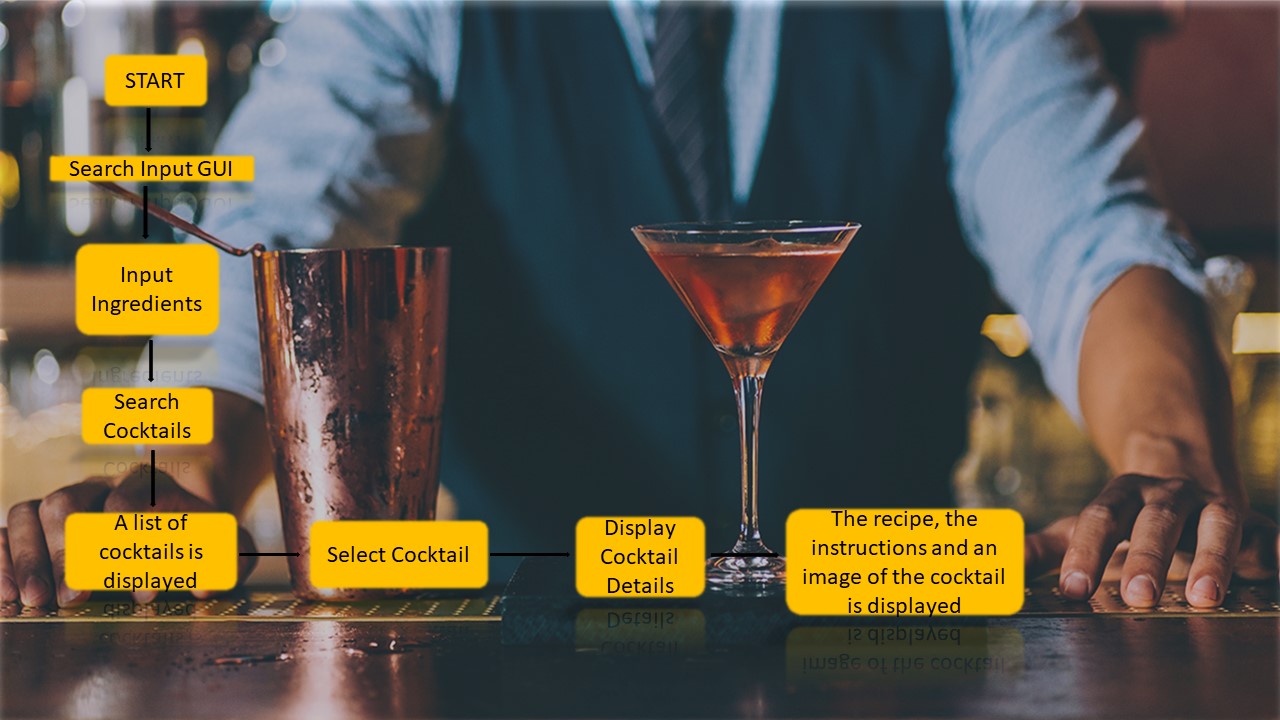 START
Search Input GUI
Input
Ingredients
Search
Cocktails
A list of
cocktails is
displayed
Select Cocktail
Display
Cocktail
Details
The recipe, the
instructions and an
image of the cocktail
is displayed